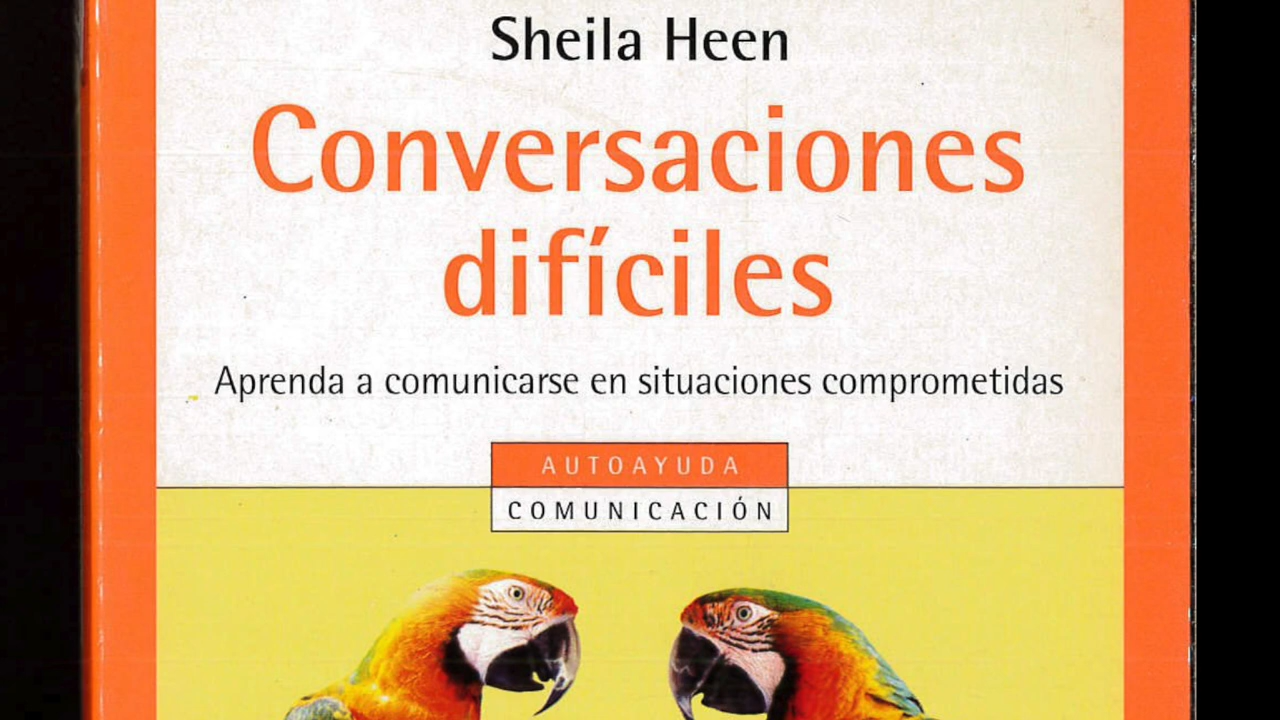 Sheila Heen
Conversaciones
difíciles
Aprenda a comunicarse en situaciones comprometidas
AUTOAYUDA
COMUNICACIÓN